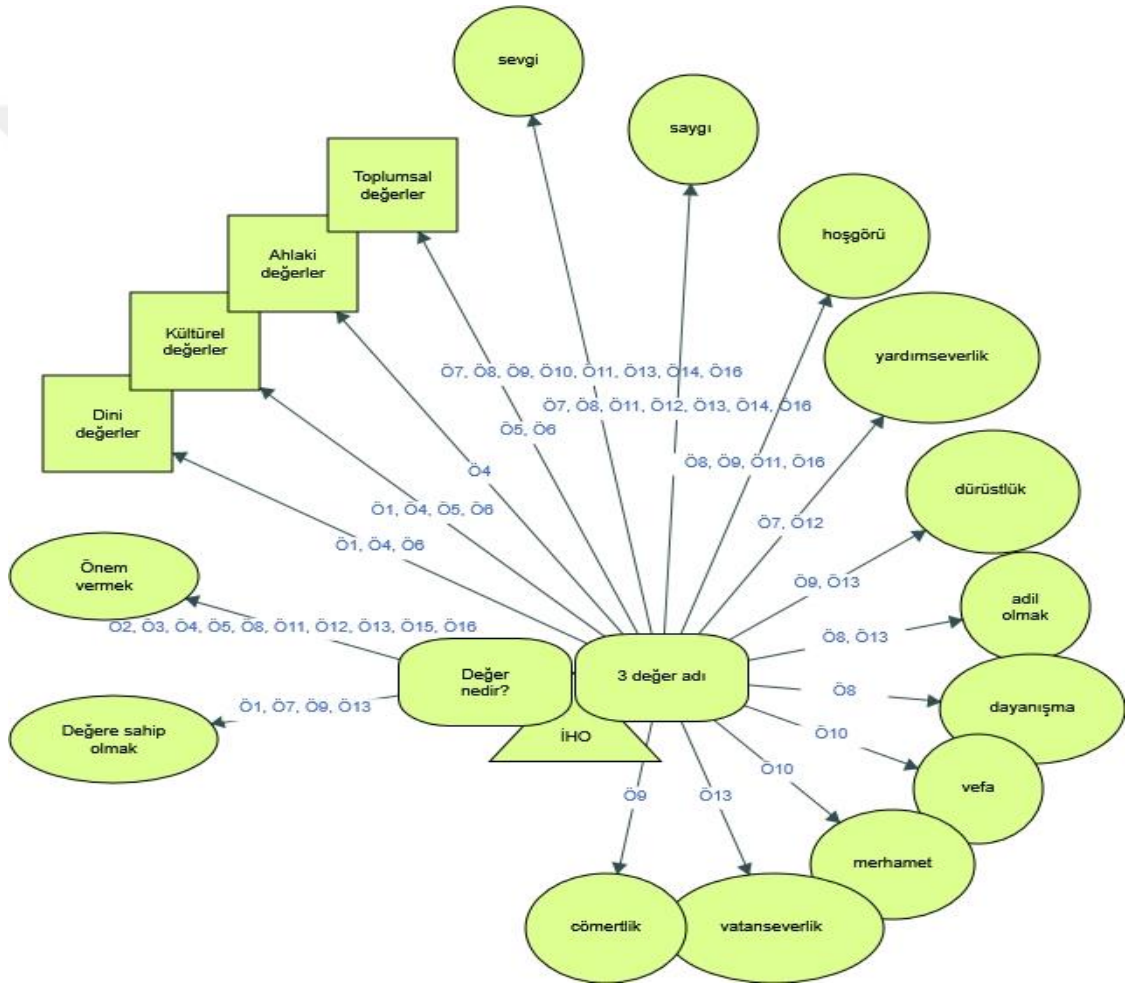 sevgi
saygı
Toplumsal
değerler
hoşgörü
Ahlaki
değerler
Kültürel
değerler
yardımseverlik
Dini
değerler
Ö7, Ö8, Ö9, Ö10, Ö11, Ö13, Ö14, Ö16
Ö7, Ö8, Ö11, Ö12, Ö13, Ö14, Ö16
Ö5, Ö6
Ö4
Ö8, Ö9, Ö11, Ö16
dürüstlük
Ö1, Ö4, Ö5, Ö6
Ö7, Ö12
Ö1, Ö4, Ö6
Önem
vermek
Ö9, Ö13
adil
olmak
Ö2, Ö3, Ö4, Ö5, Ö8, Ö11, Ö12, Ö13, Ö15, Ö16
Ö8, Ö13
Değer
nedir?
3 değer adı
Ö8
dayanışma
Ö1, Ö7, Ö9, Ö13
Değere sahip
olmak
İHO
Ö10
vefa
Ö10
Ö9
Ö13
merhamet
cömertlik
vatanseverlik